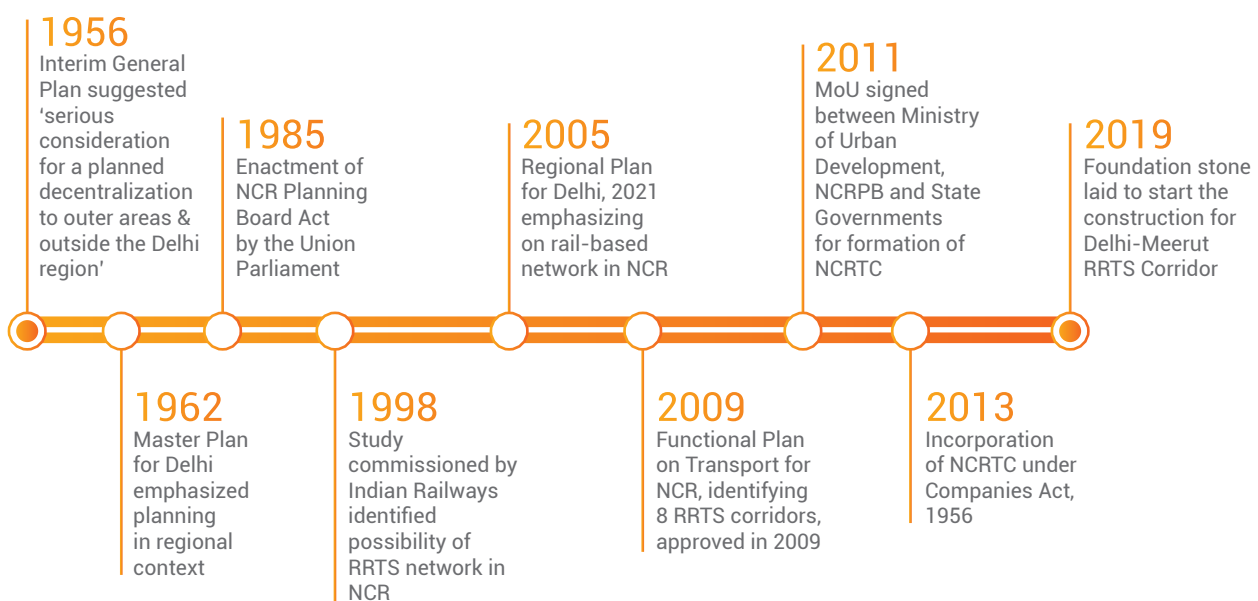 1956
Interim General
Plan suggested
‘serious
consideration
for a planned
decentralization
to outer areas &
outside the Delhi
region’
1962
Master Plan
for Delhi
emphasized
planning
in regional
context
1985
Enactment of
NCR Planning
Board Act
by the Union
Parliament
1998
Study
commissioned by
Indian Railways
identified
possibility of
RRTS network in
NCR
2005
Regional Plan
for Delhi, 2021
emphasizing
on rail-based
network in NCR
2009
Functional Plan
on Transport for
NCR, identifying
8 RRTS corridors,
approved in 2009
2011
MoU signed
between Ministry
of Urban
Development,
NCRPB and State
Governments
for formation of
NCRTC
2013
Incorporation
of NCRTC under
Companies Act,
1956
2019
Foundation stone
laid to start the
construction for
Delhi-Meerut
RRTS Corridor